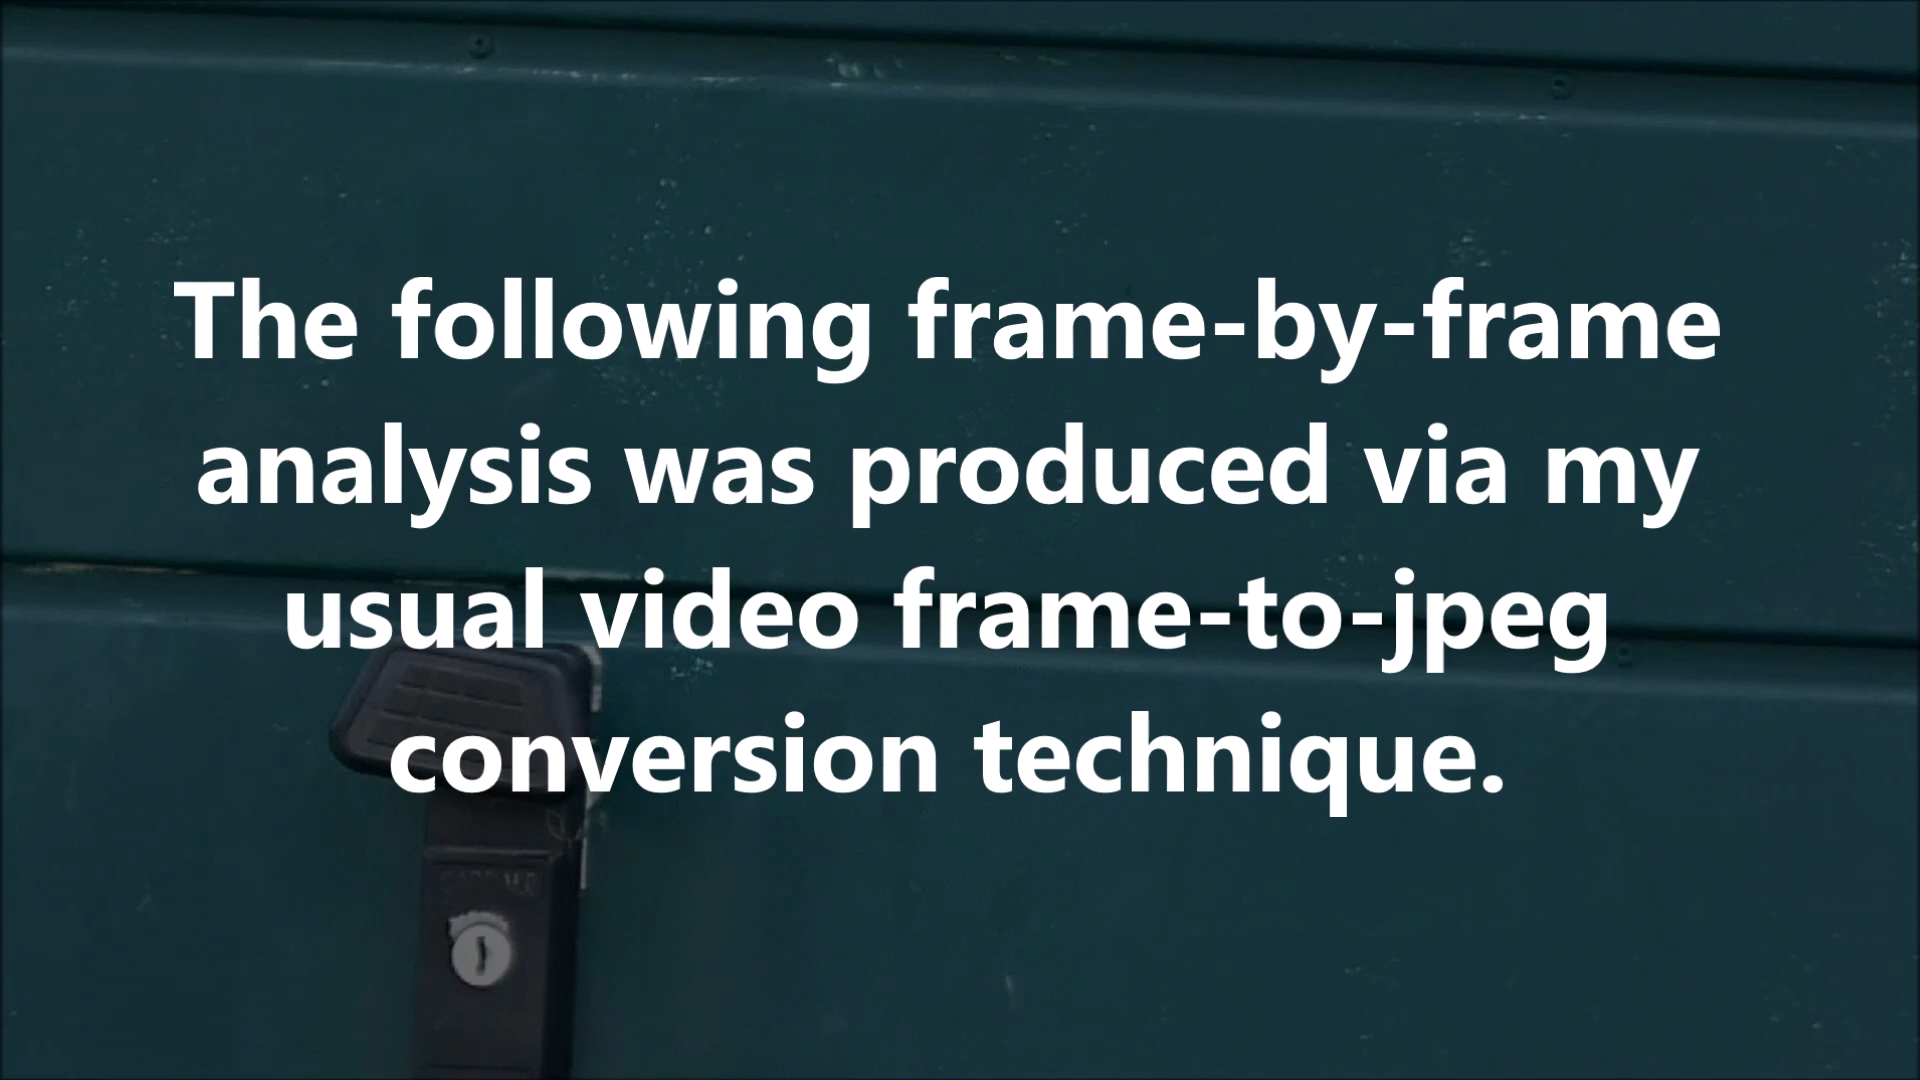 The following frame-by-frame
analysis was produced via my
usual video frame-to-jpeg
conversion technique.